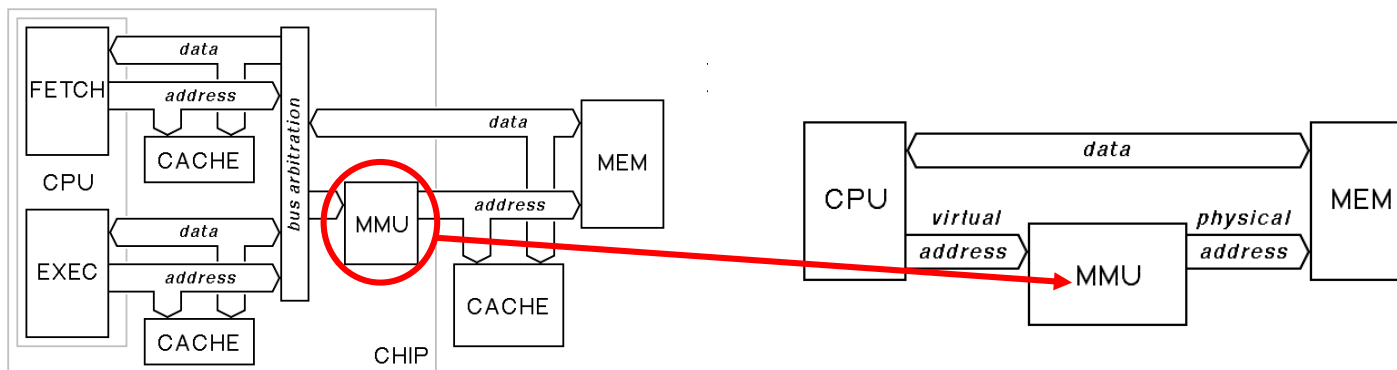 data
FETCH
address
CACHE
CPU
data
EXEC
address
CACHE
bus arbitration
MMU
CHIP
data
address
MEM
CACHE
data
CPU
virtual
address
MMU
physical
address
MEM